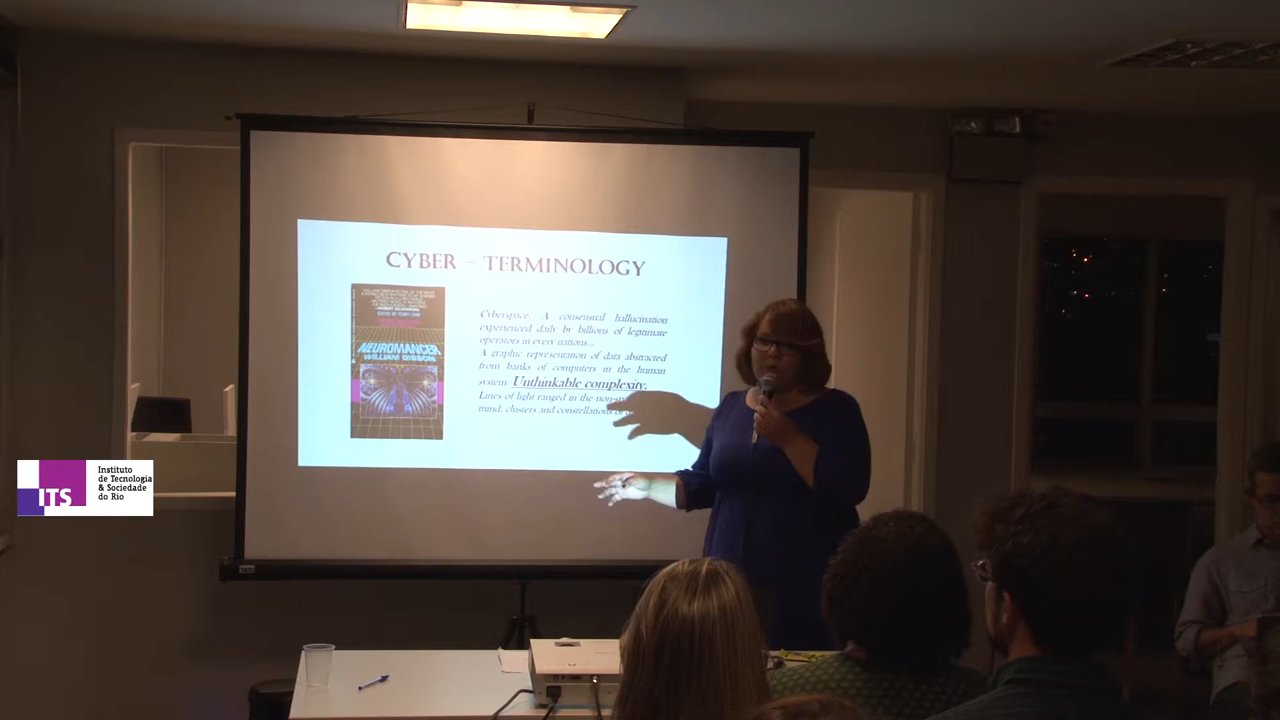 CYBER – TERMINOLOGY
NEUROMANCER
WILLIAM GIBSON
Cyberspace. A consensual hallucination
experienced daily by billions of legitimate
operators in every nations...
A graphic representation of data abstracted
from banks of computers in the human
system. Unthinkable complexity.
Lines of light ranged in the
mind, clusters and constellations
ITS
Instituto
de Tecnologia
& Sociedade
do Rio